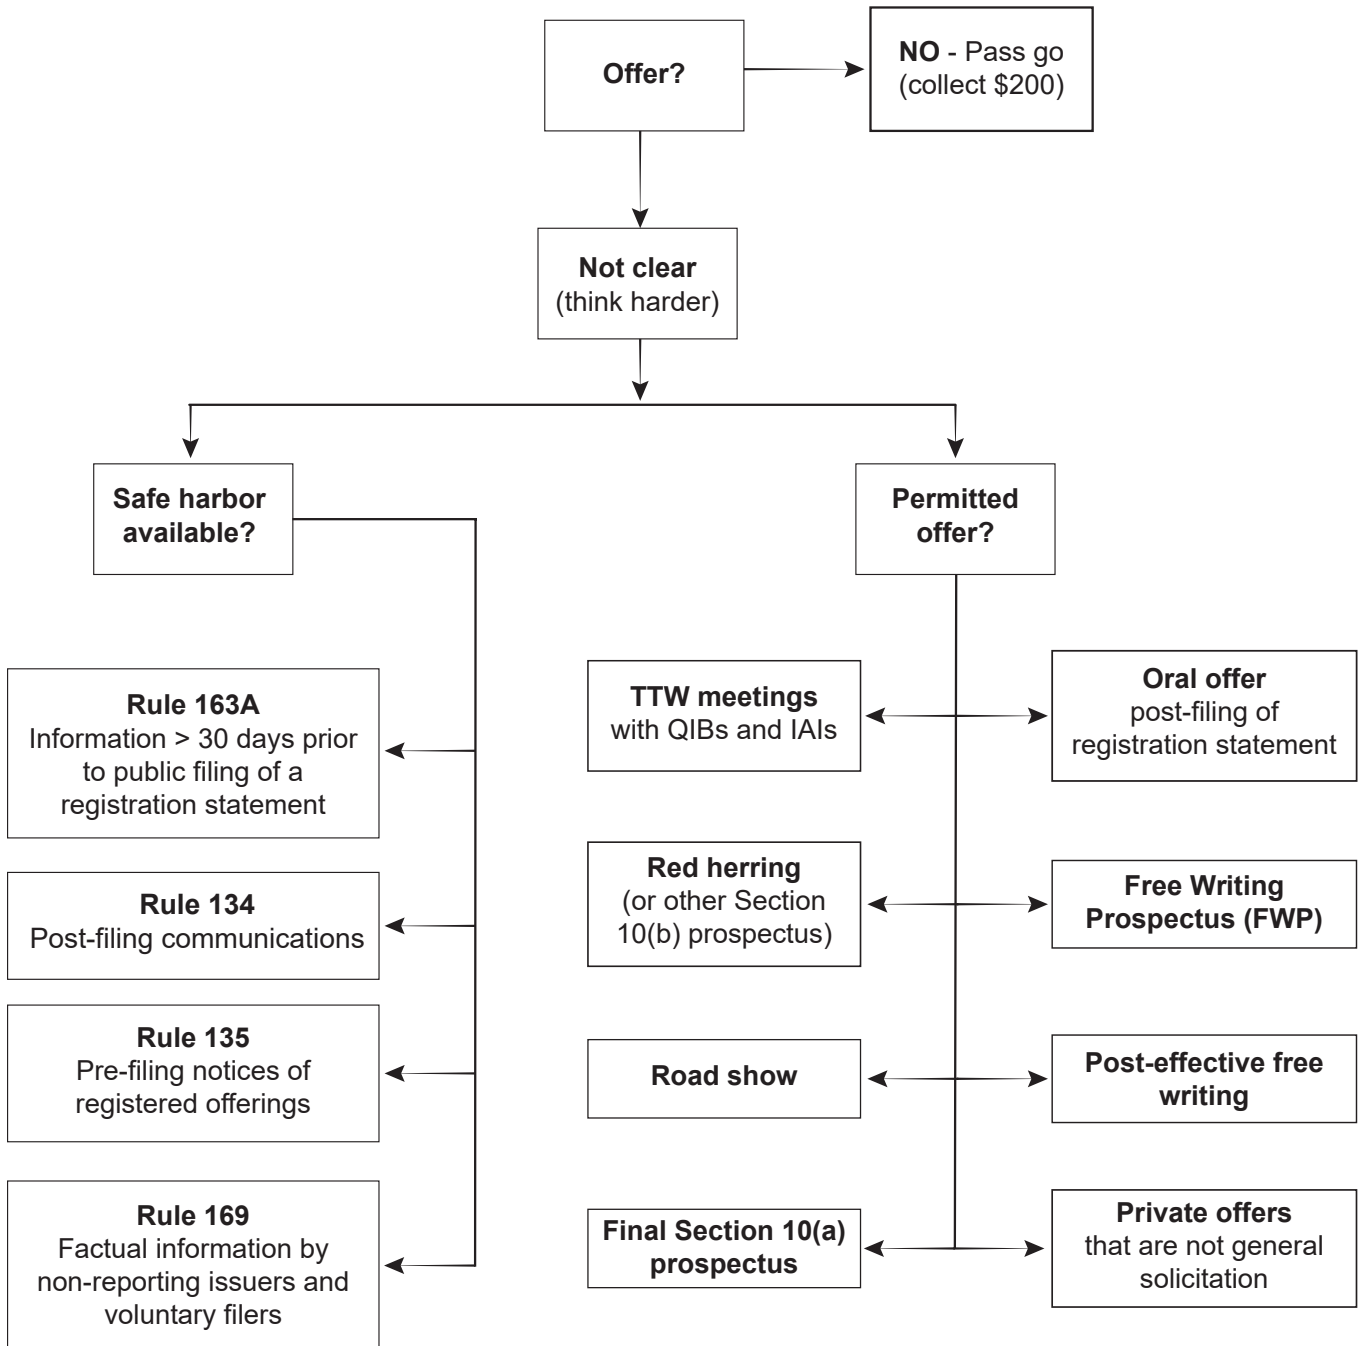 Offer?
NO - Pass go
(collect $200)
Not clear
(think harder)
Safe harbor
available?
Permitted
offer?
Rule 163A
Information > 30 days prior
to public filing of a
registration statement
Rule 134
Post-filing communications
Rule 135
Pre-filing notices of
registered offerings
Rule 169
Factual information by
non-reporting issuers and
voluntary filers
TTW meetings
with QIBs and IAIs
Oral offer
post-filing of
registration statement
Red herring
(or other Section
10(b) prospectus)
Free Writing
Prospectus (FWP)
Road show
Post-effective free
writing
Final Section 10(a)
prospectus
Private offers
that are not general
solicitation